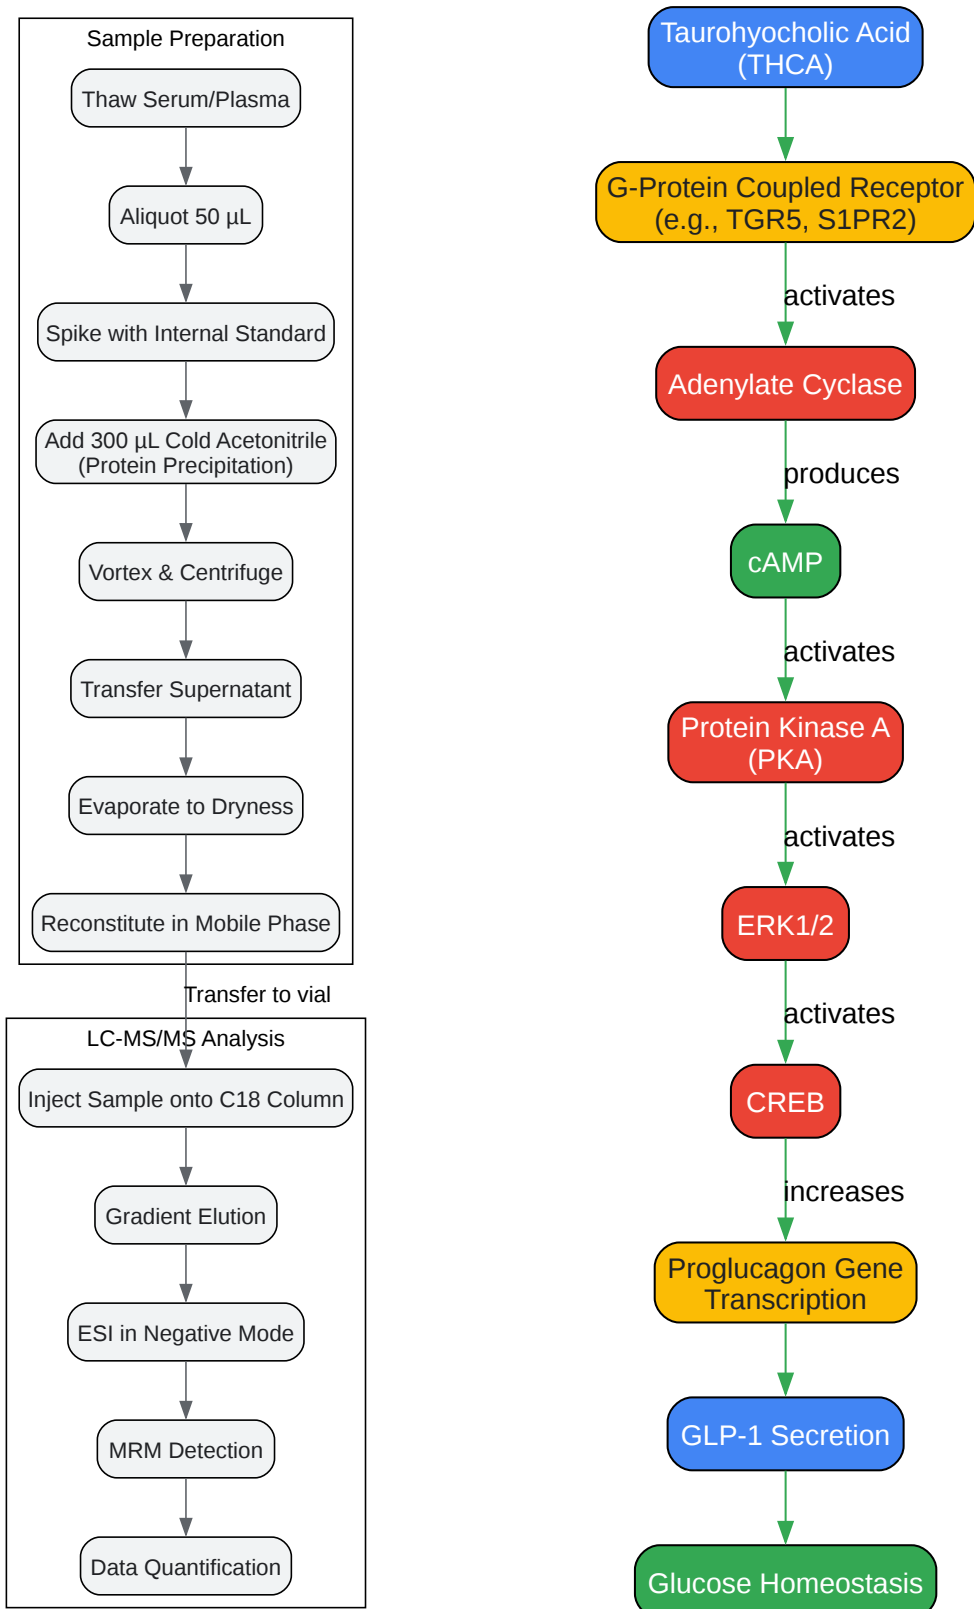 Sample Preparation
Thaw Serum/Plasma
Aliquot 50 µL
Spike with Internal Standard
Add 300 µL Cold Acetonitrile
(Protein Precipitation)
Vortex & Centrifuge
Transfer Supernatant
Evaporate to Dryness
Reconstitute in Mobile Phase
Transfer to vial
LC-MS/MS Analysis
Inject Sample onto C18 Column
Gradient Elution
ESI in Negative Mode
MRM Detection
Data Quantification
Taurohyocholic Acid
(THCA)
G-Protein Coupled Receptor
(e.g., TGR5, S1PR2)
activates
Adenylate Cyclase
produces
cAMP
activates
Protein Kinase A
(PKA)
activates
ERK1/2
activates
CREB
increases
Proglucagon Gene
Transcription
GLP-1 Secretion
Glucose Homeostasis